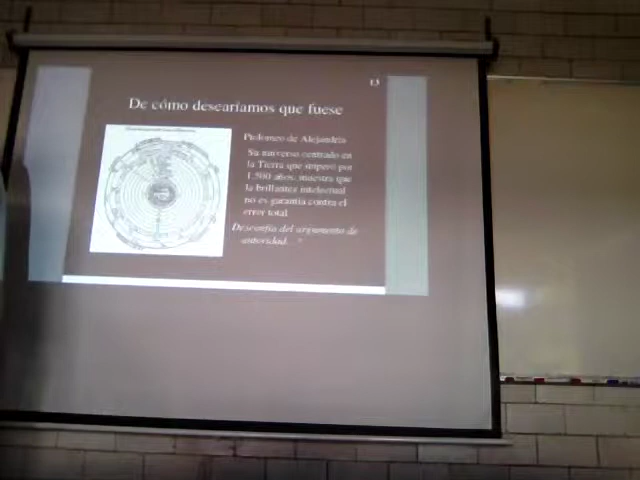 13
De cómo desearíamos que fuese
Ptolomeo de Alejandría
Su universo centrado en
la Tierra que imperó por
1.500 años, muestra que
la brillantez intelectual
no es garantía contra el
error total.
Desconfía del argumento de
autoridad..."